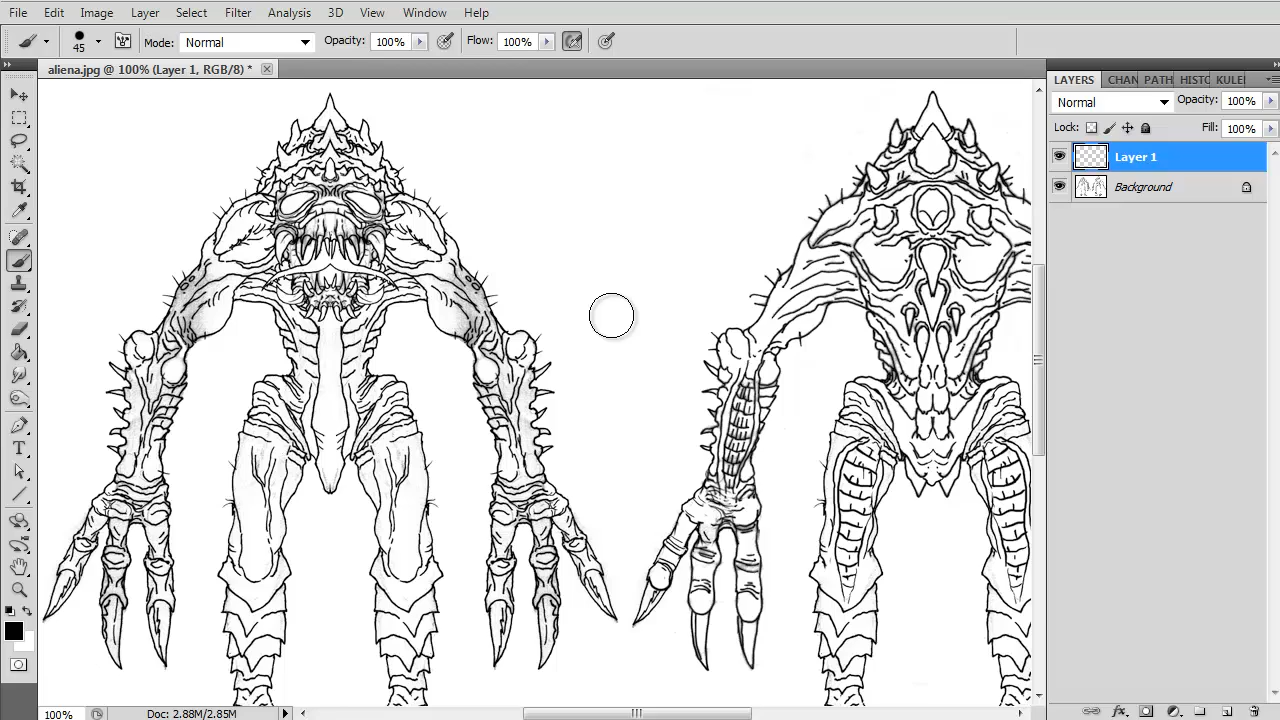 File Edit Image Layer Select Filter Analysis 3D View Window Help
45 Mode: Normal Opacity: 100% Flow: 100%
aliena.jpg @ 100% (Layer 1, RGB/8) *
LAYERS CHAN PATH HISTO KULEI
Normal Opacity: 100%
Lock: Fill: 100%
Layer 1
Background
T
100% Doc: 2.88M/2.85M